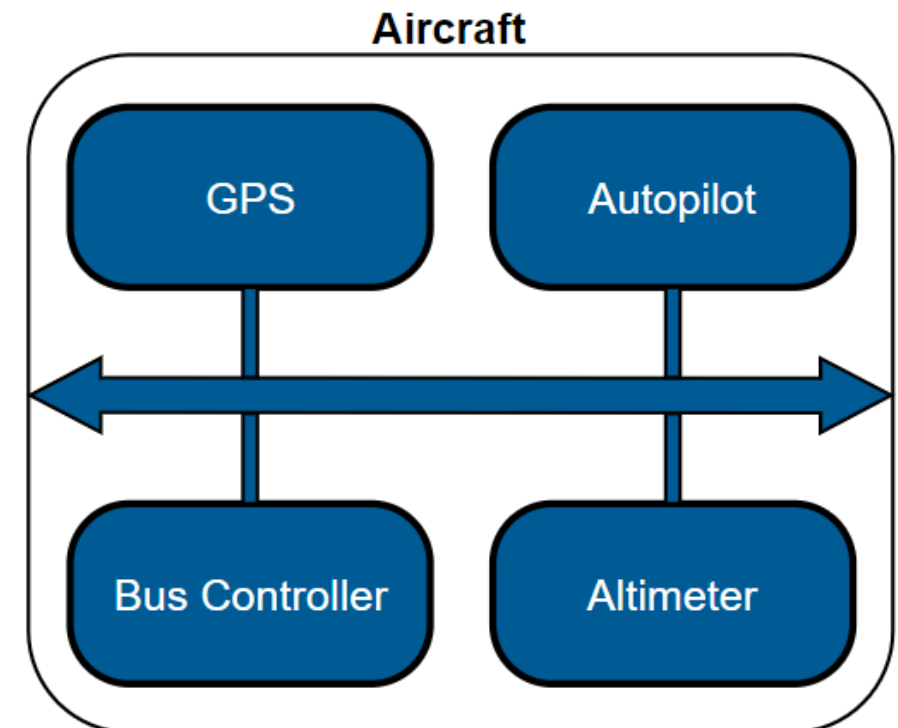 Aircraft
GPS
Autopilot
Bus Controller
Altimeter